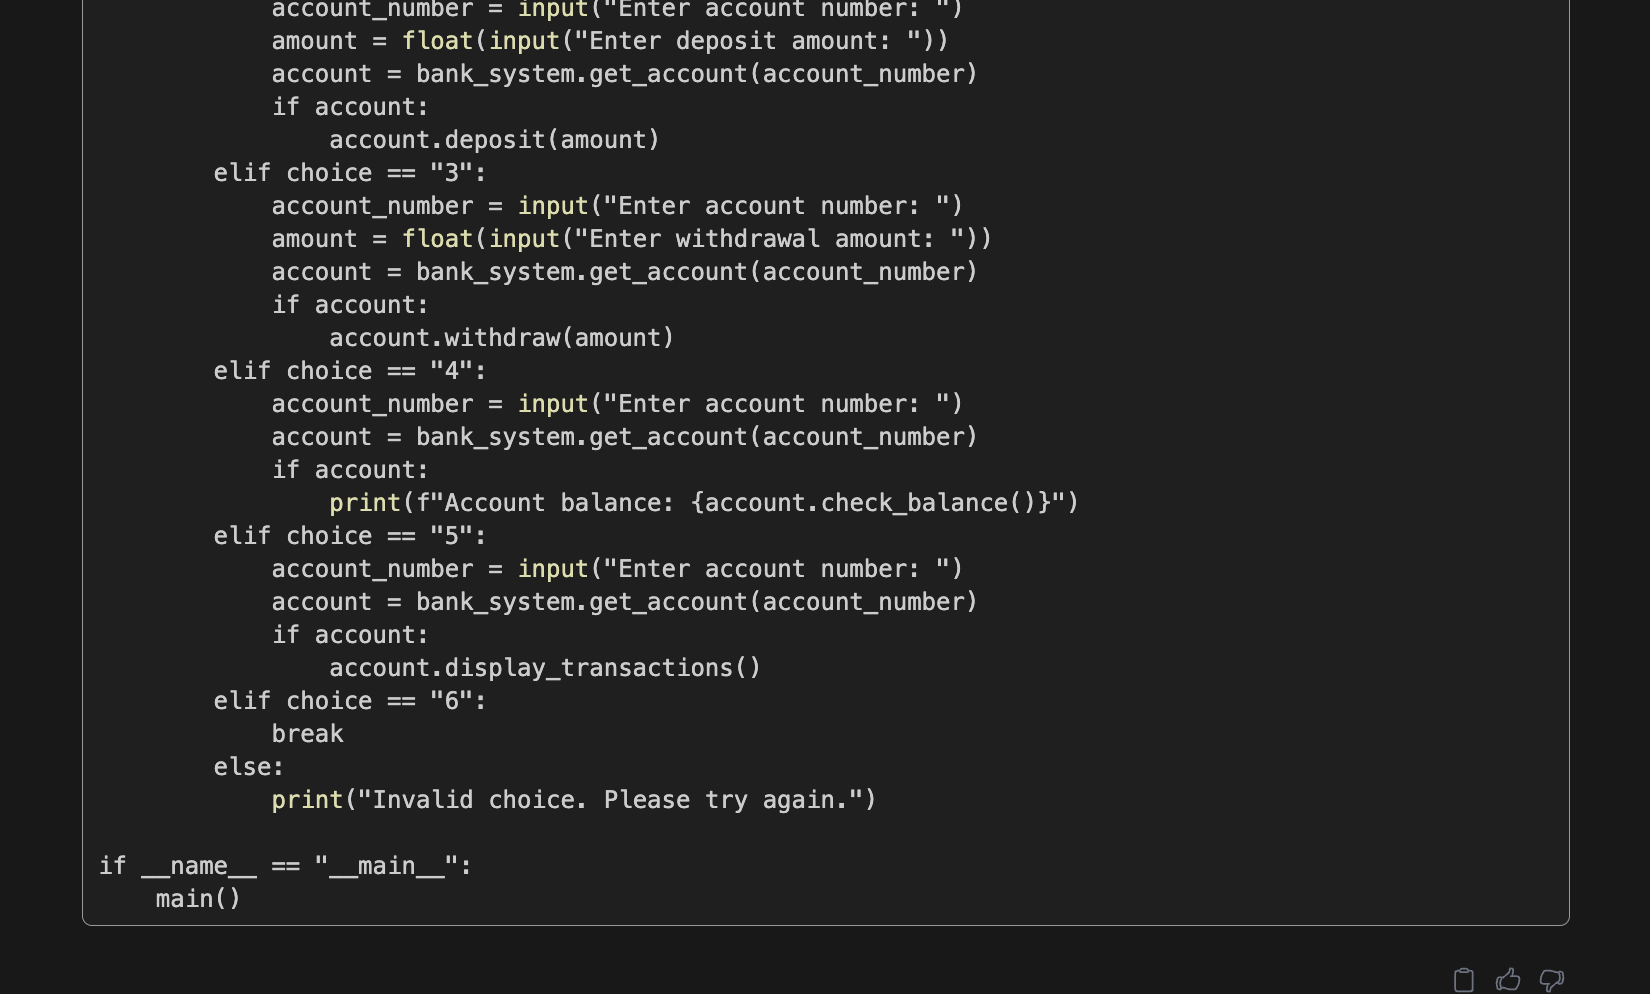 account_number = input("Enter account number: ")
            amount = float(input("Enter deposit amount: "))
            account = bank_system.get_account(account_number)
            if account:
                account.deposit(amount)
        elif choice == "3":
            account_number = input("Enter account number: ")
            amount = float(input("Enter withdrawal amount: "))
            account = bank_system.get_account(account_number)
            if account:
                account.withdraw(amount)
        elif choice == "4":
            account_number = input("Enter account number: ")
            account = bank_system.get_account(account_number)
            if account:
                print(f"Account balance: {account.check_balance()}")
        elif choice == "5":
            account_number = input("Enter account number: ")
            account = bank_system.get_account(account_number)
            if account:
                account.display_transactions()
        elif choice == "6":
            break
        else:
            print("Invalid choice. Please try again.")

if __name__ == "__main__":
    main()